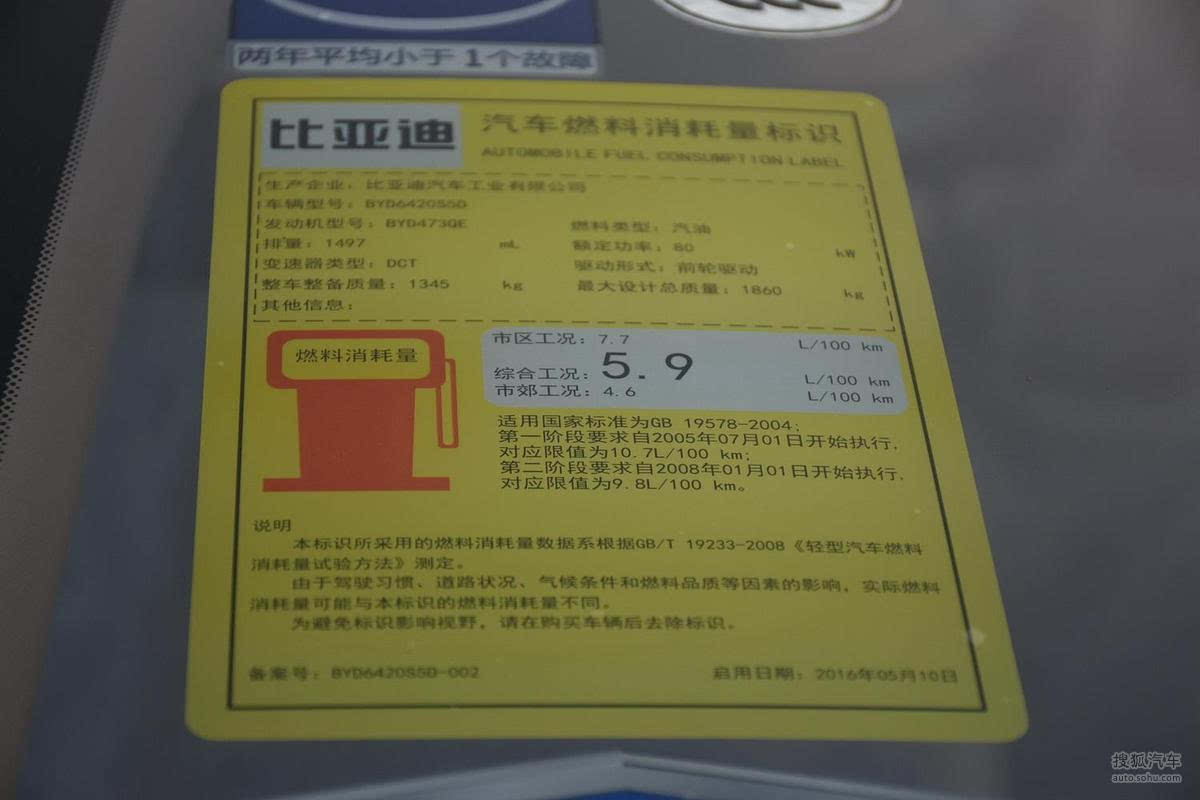 两年平均小于1个故障
比亚迪
汽车燃料消耗量标识
AUTOMOBILE FUEL CONSUMPTION LABEL
生产企业：比亚迪汽车工业有限公司
车辆型号：BYD6420S5D
发动机型号：BYD473QE 燃料类型：汽油
排量：1497 mL 额定功率：80 kW
变速器类型：DCT 驱动形式：前轮驱动
整车整备质量：1345 kg 最大设计总质量：1860 kg
其他信息：
燃料消耗量
市区工况：7.7 L/100 km
综合工况：5.9 L/100 km
市郊工况：4.6 L/100 km
适用国家标准为GB 19578-2004；
第一阶段要求自2005年07月01日开始执行，
对应限值为10.7L/100 km；
第二阶段要求自2008年01月01日开始执行，
对应限值为9.8L/100 km。
说明
本标识所采用的燃料消耗量数据系根据GB/T 19233-2008《轻型汽车燃料
消耗量试验方法》测定。
由于驾驶习惯、道路状况、气候条件和燃料品质等因素的影响，实际燃料
消耗量可能与本标识的燃料消耗量不同。
为避免标识影响视野，请在购买车辆后去除标识。
备案号：BYD6420S5D-002 启用日期：2016年05月10日
搜狐汽车
auto.sohu.com